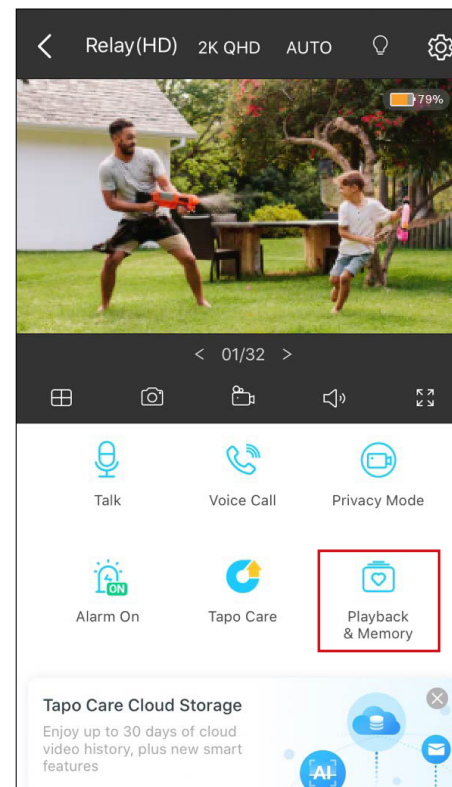 Relay(HD) 2K QHD AUTO
79%
< 01/32 >
Talk Voice Call Privacy Mode
ON
Alarm On Tapo Care Playback
& Memory
Tapo Care Cloud Storage
Enjoy up to 30 days of cloud
video history, plus new smart
features
AI